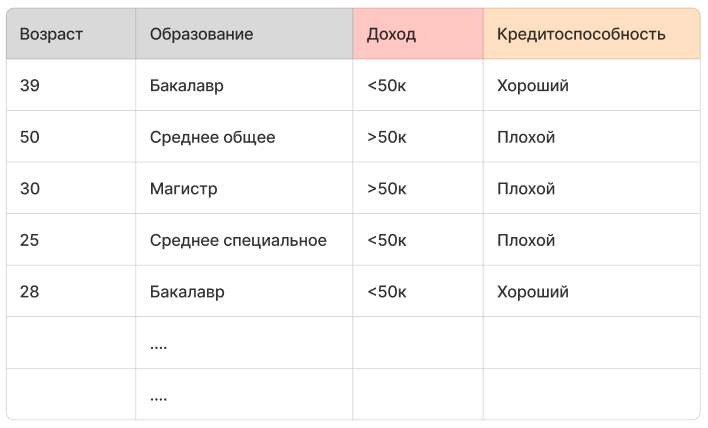 Возраст Образование Доход Кредитоспособность
39 Бакалавр <50к Хороший
50 Среднее общее >50к Плохой
30 Магистр >50к Плохой
25 Среднее специальное <50к Плохой
28 Бакалавр <50к Хороший
....
....